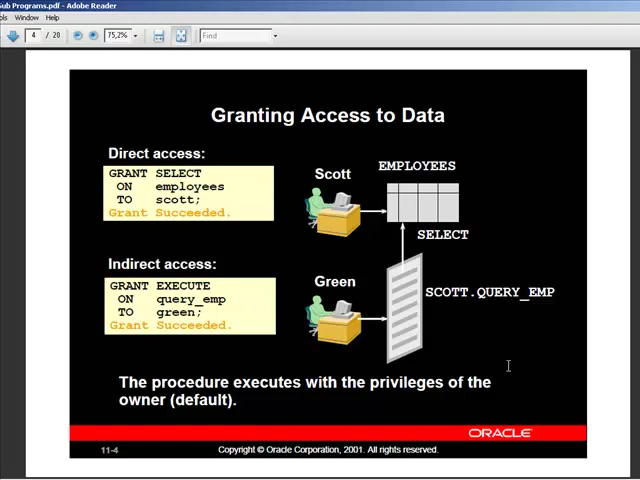 Sub Programs.pdf - Adobe Reader
ols Window Help
4 / 28 75,2% Find
Granting Access to Data
Direct access:
GRANT SELECT
ON employees
TO scott;
Grant Succeeded.
Scott
EMPLOYEES
SELECT
Indirect access:
GRANT EXECUTE
ON query_emp
TO green;
Grant Succeeded.
Green
SCOTT.QUERY_EMP
The procedure executes with the privileges of the
owner (default).
ORACLE
11-4 Copyright © Oracle Corporation, 2001. All rights reserved.